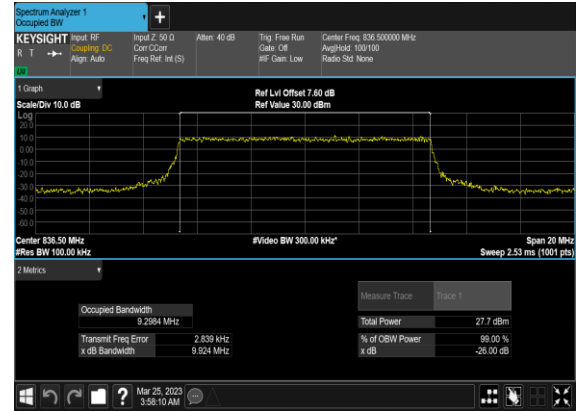 Spectrum Analyzer 1
Occupied BW
+
KEYSIGHT Input: RF Input Z: 50 Ω Atten: 40 dB Trig: Free Run Center Freq: 836.500000 MHz
R T Coupling: DC Corr CCorr Gate: Off Avg|Hold: 100/100
Align: Auto Freq Ref: Int (S) #IF Gain: Low Radio Std: None
LU
1 Graph
Ref Lvl Offset 7.60 dB
Scale/Div 10.0 dB Ref Value 30.00 dBm
Log
20.0
10.0
0.00
-10.0
-20.0
-30.0
-40.0
-50.0
-60.0
Center 836.50 MHz #Video BW 300.00 kHz* Span 20 MHz
#Res BW 100.00 kHz Sweep 2.53 ms (1001 pts)
2 Metrics
Measure Trace Trace 1
Occupied Bandwidth
9.2984 MHz Total Power 27.7 dBm
Transmit Freq Error 2.839 kHz % of OBW Power 99.00 %
x dB Bandwidth 9.924 MHz x dB -26.00 dB
? Mar 25, 2023
3:58:10 AM